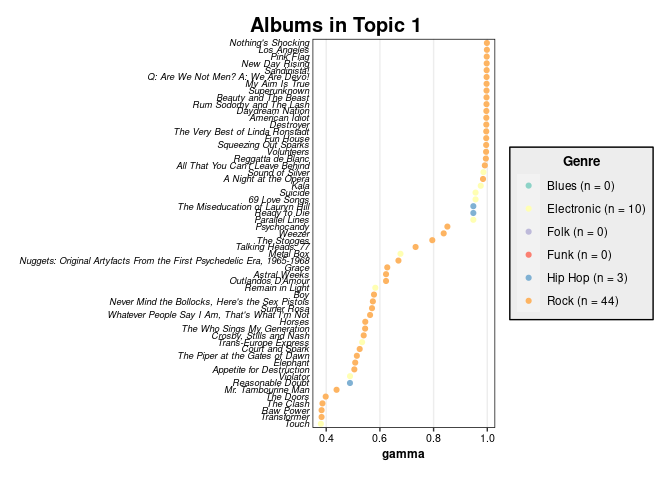 Albums in Topic 1
Nothing's Shocking
Los Angeles
Pink Flag
New Day Rising
Sandinista!
Q: Are We Not Men? A: We Are Devo!
My Aim Is True
Superunknown
Beauty and The Beast
Rum Sodomy and The Lash
Daydream Nation
American Idiot
Destroyer
The Very Best of Linda Ronstadt
Fun House
Squeezing Out Sparks
Volunteers
Reggatta de Blanc
All That You Can't Leave Behind
Sound of Silver
A Night at the Opera
Kala
Suicide
69 Love Songs
The Miseducation of Lauryn Hill
Ready to Die
Parallel Lines
Psychocandy
Weezer
The Stooges
Talking Heads: 77
Metal Box
Nuggets: Original Artyfacts From the First Psychedelic Era, 1965-1968
Grace
Astral Weeks
Outlandos D'Amour
Remain in Light
Boy
Never Mind the Bollocks, Here's the Sex Pistols
Surfer Rosa
Whatever People Say I Am, That's What I'm Not
Horses
The Who Sings My Generation
Crosby, Stills and Nash
Trans-Europe Express
Court and Spark
The Piper at the Gates of Dawn
Elephant
Appetite for Destruction
Violator
Reasonable Doubt
Mr. Tambourine Man
The Doors
The Clash
Raw Power
Transformer
Touch
0.4 0.6 0.8 1.0
gamma
Genre
Blues (n = 0)
Electronic (n = 10)
Folk (n = 0)
Funk (n = 0)
Hip Hop (n = 3)
Rock (n = 44)